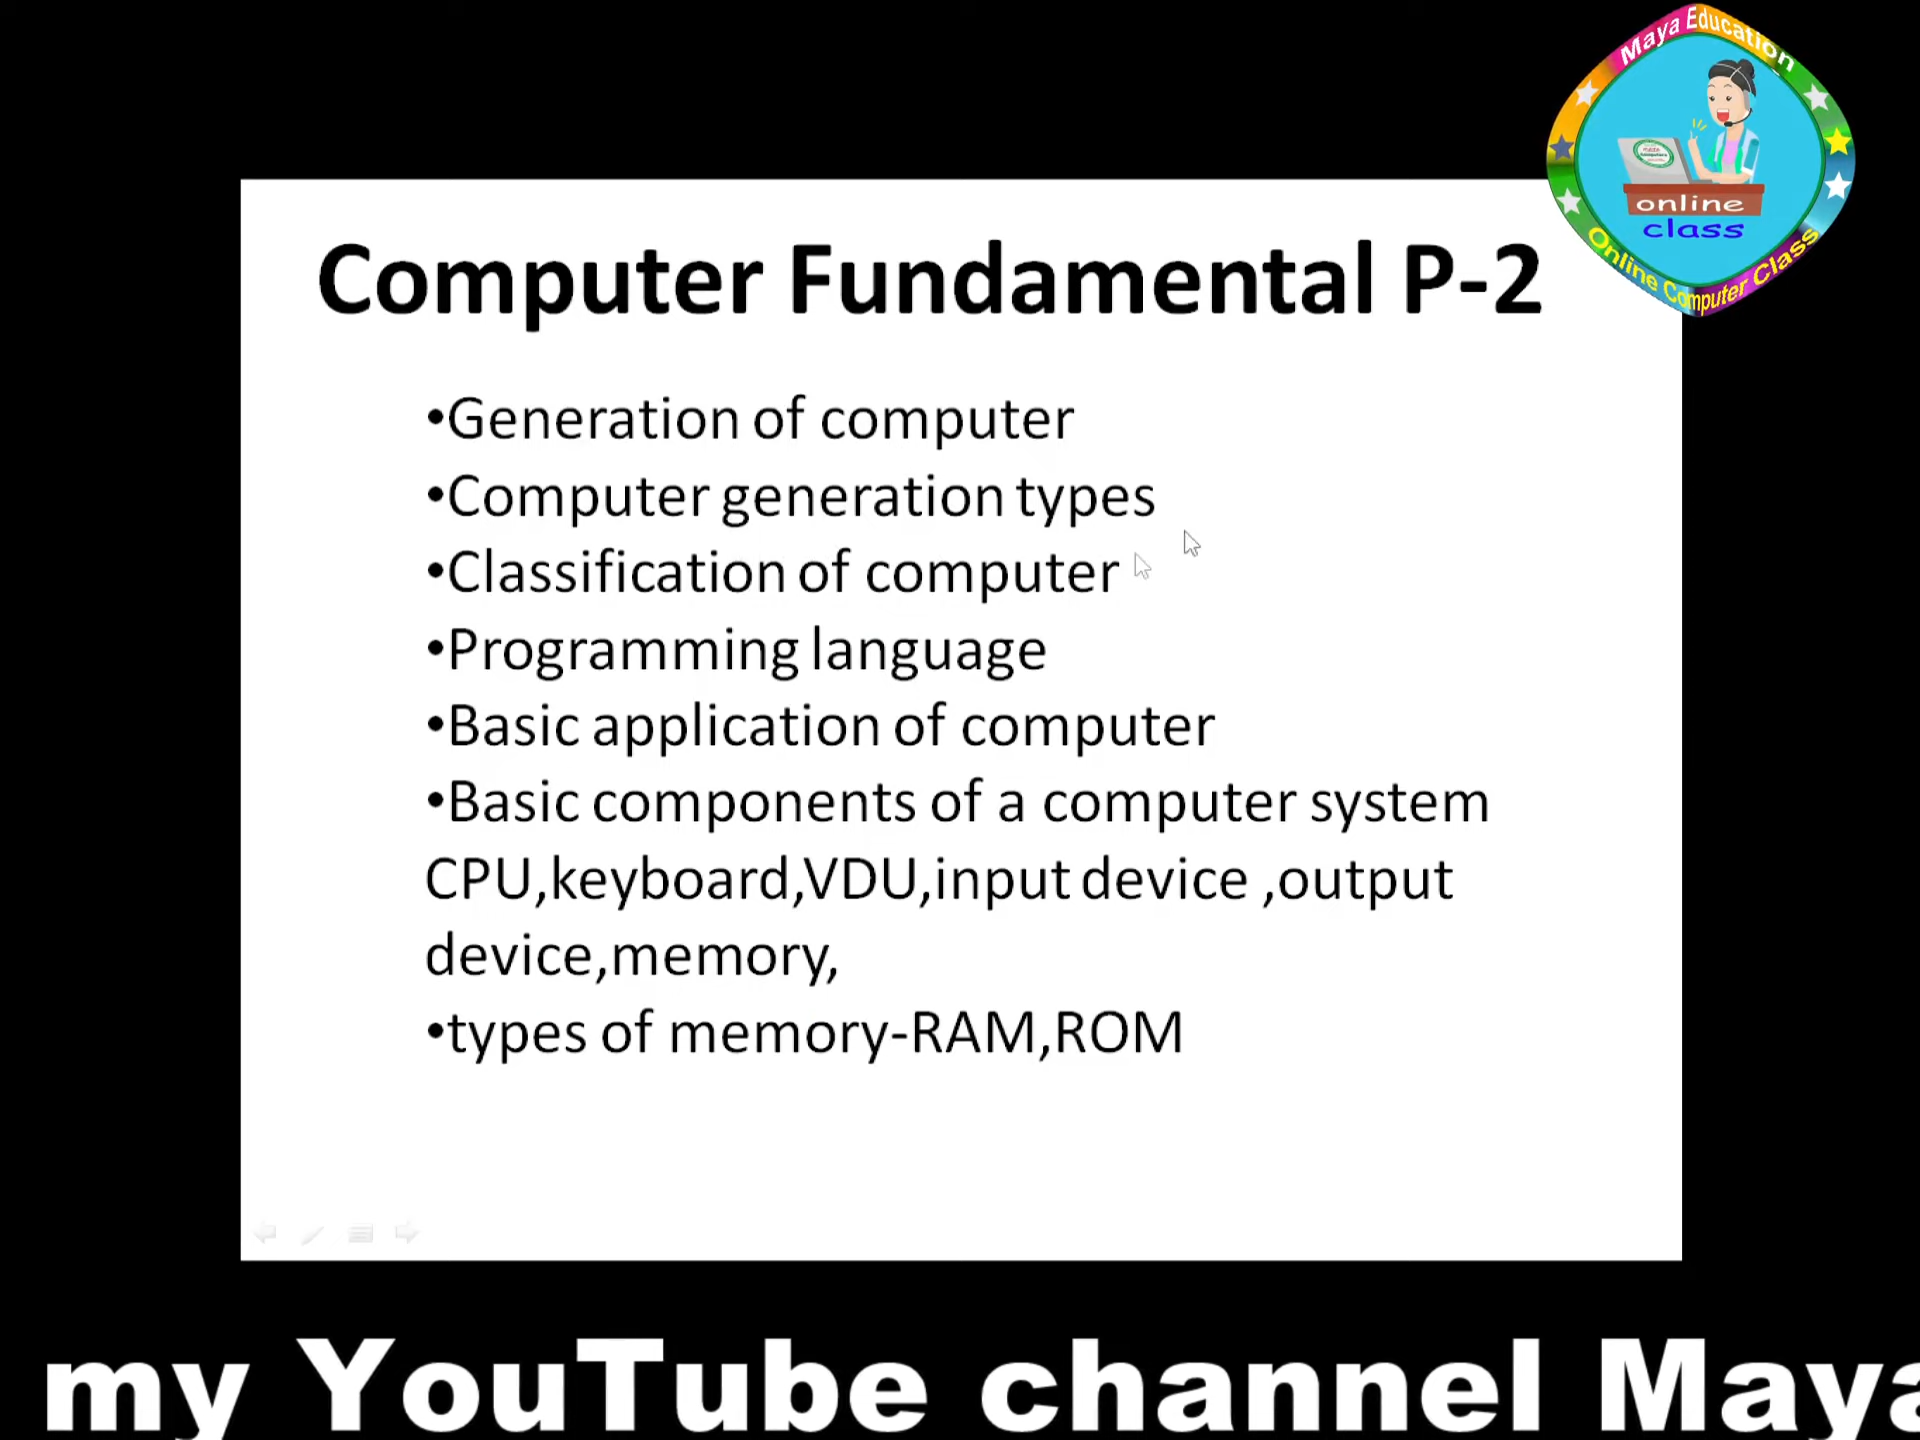 Maya Education
online
class
Online Computer Class
Computer Fundamental P-2
•Generation of computer
•Computer generation types
•Classification of computer
•Programming language
•Basic application of computer
•Basic components of a computer system
CPU,keyboard,VDU,input device ,output
device,memory,
•types of memory-RAM,ROM
my YouTube channel Maya